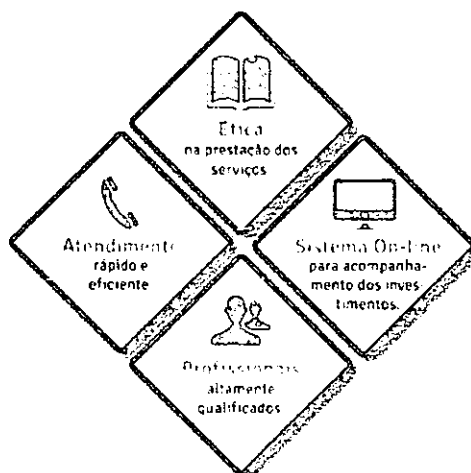 Ética
na prestação dos
serviços
Atendimento
rápido e
eficiente
Sistema On-line
para acompanha-
mento dos inves-
timentos.
Profissionais
altamente
qualificados